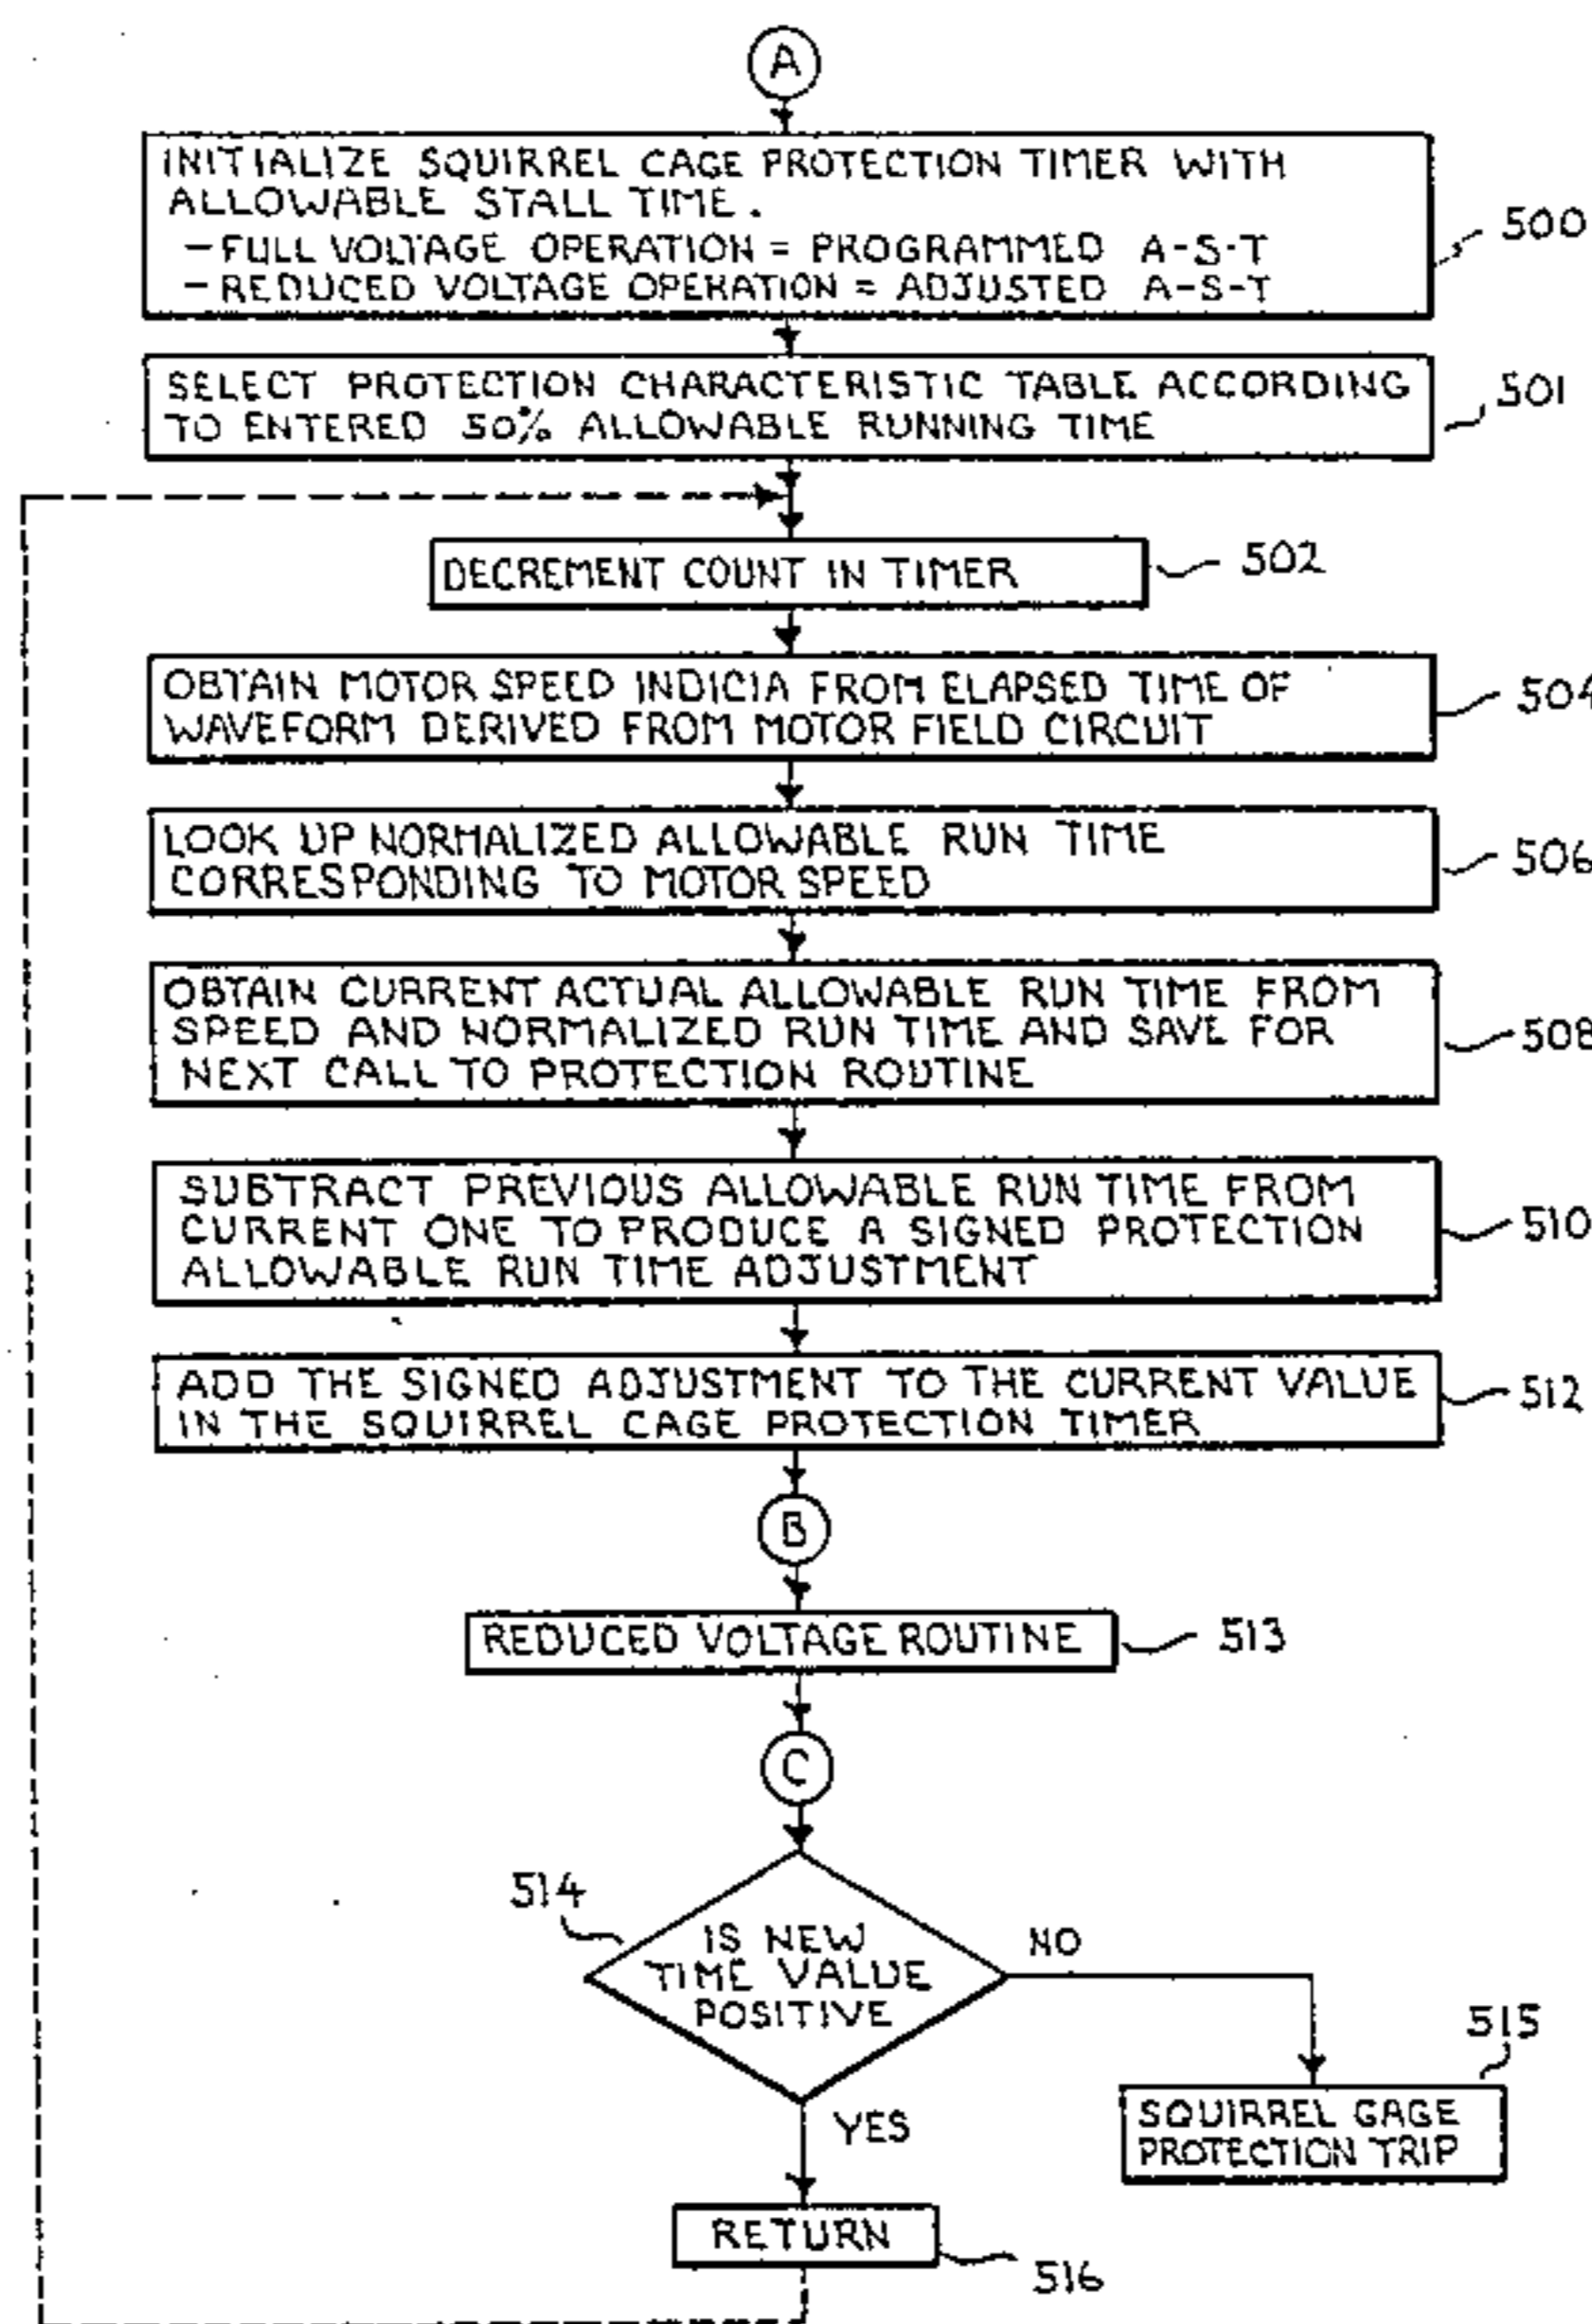 A
INITIALIZE SQUIRREL CAGE PROTECTION TIMER WITH
ALLOWABLE STALL TIME.
- FULL VOLTAGE OPERATION = PROGRAMMED A-S-T
- REDUCED VOLTAGE OPERATION = ADJUSTED A-S-T
500
SELECT PROTECTION CHARACTERISTIC TABLE ACCORDING
TO ENTERED 50% ALLOWABLE RUNNING TIME
501
DECREMENT COUNT IN TIMER
502
OBTAIN MOTOR SPEED INDICIA FROM ELAPSED TIME OF
WAVEFORM DERIVED FROM MOTOR FIELD CIRCUIT
504
LOOK UP NORMALIZED ALLOWABLE RUN TIME
CORRESPONDING TO MOTOR SPEED
506
OBTAIN CURRENT ACTUAL ALLOWABLE RUN TIME FROM
SPEED AND NORMALIZED RUN TIME AND SAVE FOR
NEXT CALL TO PROTECTION ROUTINE
508
SUBTRACT PREVIOUS ALLOWABLE RUN TIME FROM
CURRENT ONE TO PRODUCE A SIGNED PROTECTION
ALLOWABLE RUN TIME ADJUSTMENT
510
ADD THE SIGNED ADJUSTMENT TO THE CURRENT VALUE
IN THE SQUIRREL CAGE PROTECTION TIMER
512
B
REDUCED VOLTAGE ROUTINE
513
C
514
IS NEW
TIME VALUE
POSITIVE
NO
515
SQUIRREL GAGE
PROTECTION TRIP
YES
RETURN
516